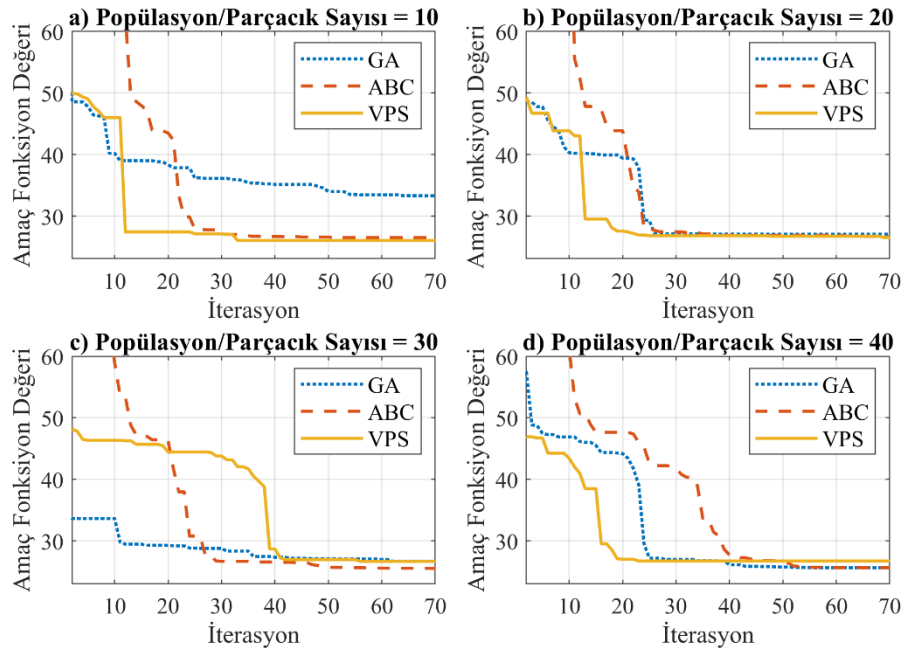 a) Popülasyon/Parçacık Sayısı = 10
60
50
40
30
Amaç Fonksiyon Değeri
GA
ABC
VPS
10 20 30 40 50 60 70
İterasyon
b) Popülasyon/Parçacık Sayısı = 20
60
50
40
30
Amaç Fonksiyon Değeri
GA
ABC
VPS
10 20 30 40 50 60 70
İterasyon
c) Popülasyon/Parçacık Sayısı = 30
60
50
40
30
Amaç Fonksiyon Değeri
GA
ABC
VPS
10 20 30 40 50 60 70
İterasyon
d) Popülasyon/Parçacık Sayısı = 40
60
50
40
30
Amaç Fonksiyon Değeri
GA
ABC
VPS
10 20 30 40 50 60 70
İterasyon